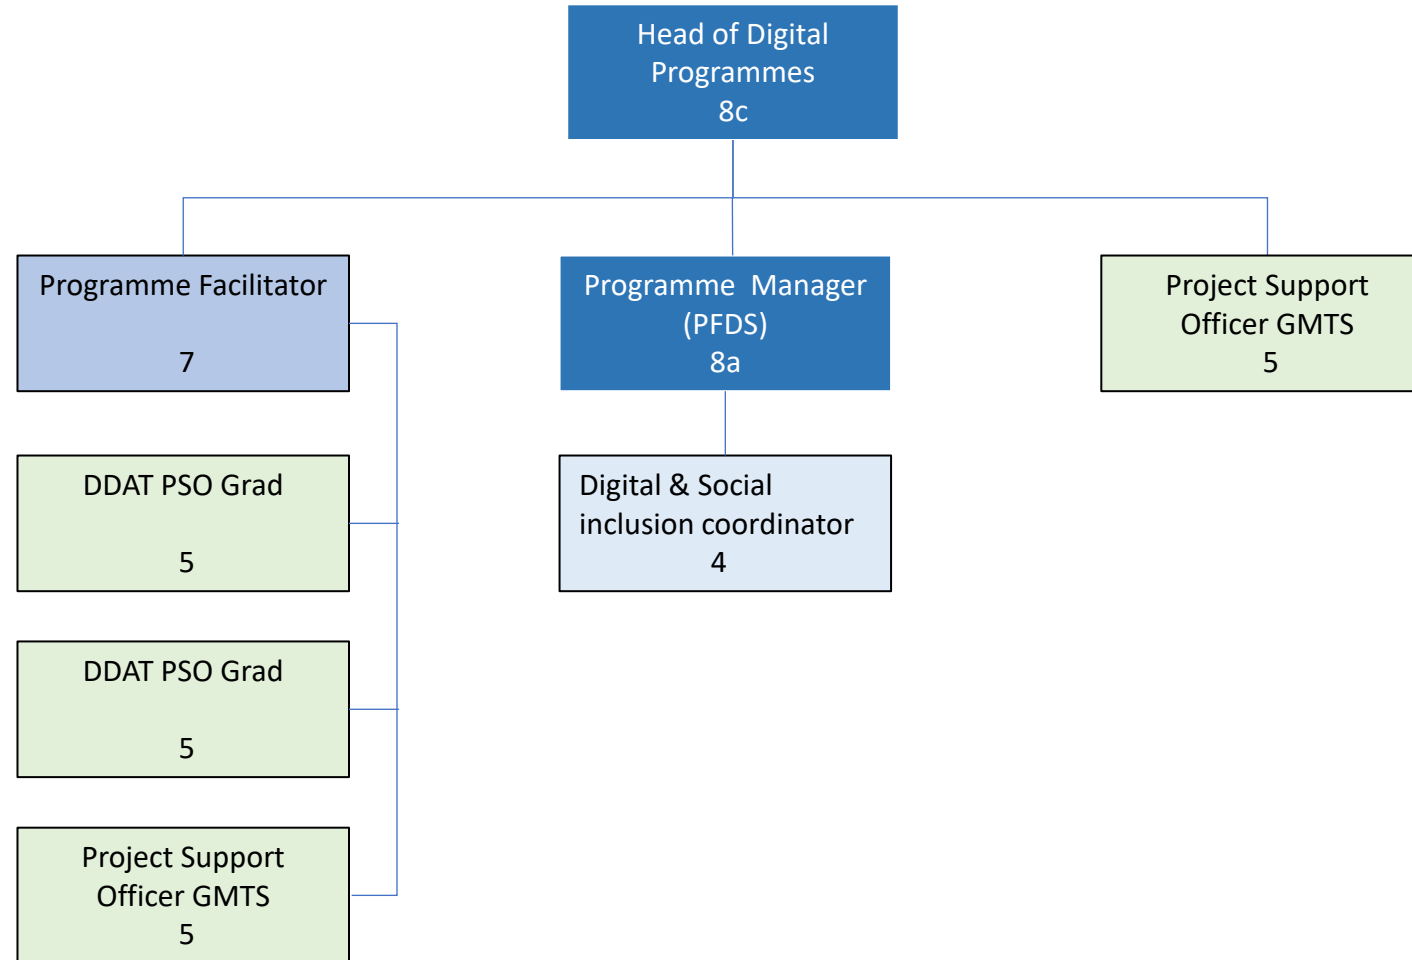 Head of Digital
Programmes
8c
Programme Facilitator
7
Programme  Manager
(PFDS)
8a
Project Support
Officer GMTS
5
DDAT PSO Grad
5
Digital & Social
inclusion coordinator
4
DDAT PSO Grad
5
Project Support
Officer GMTS
5